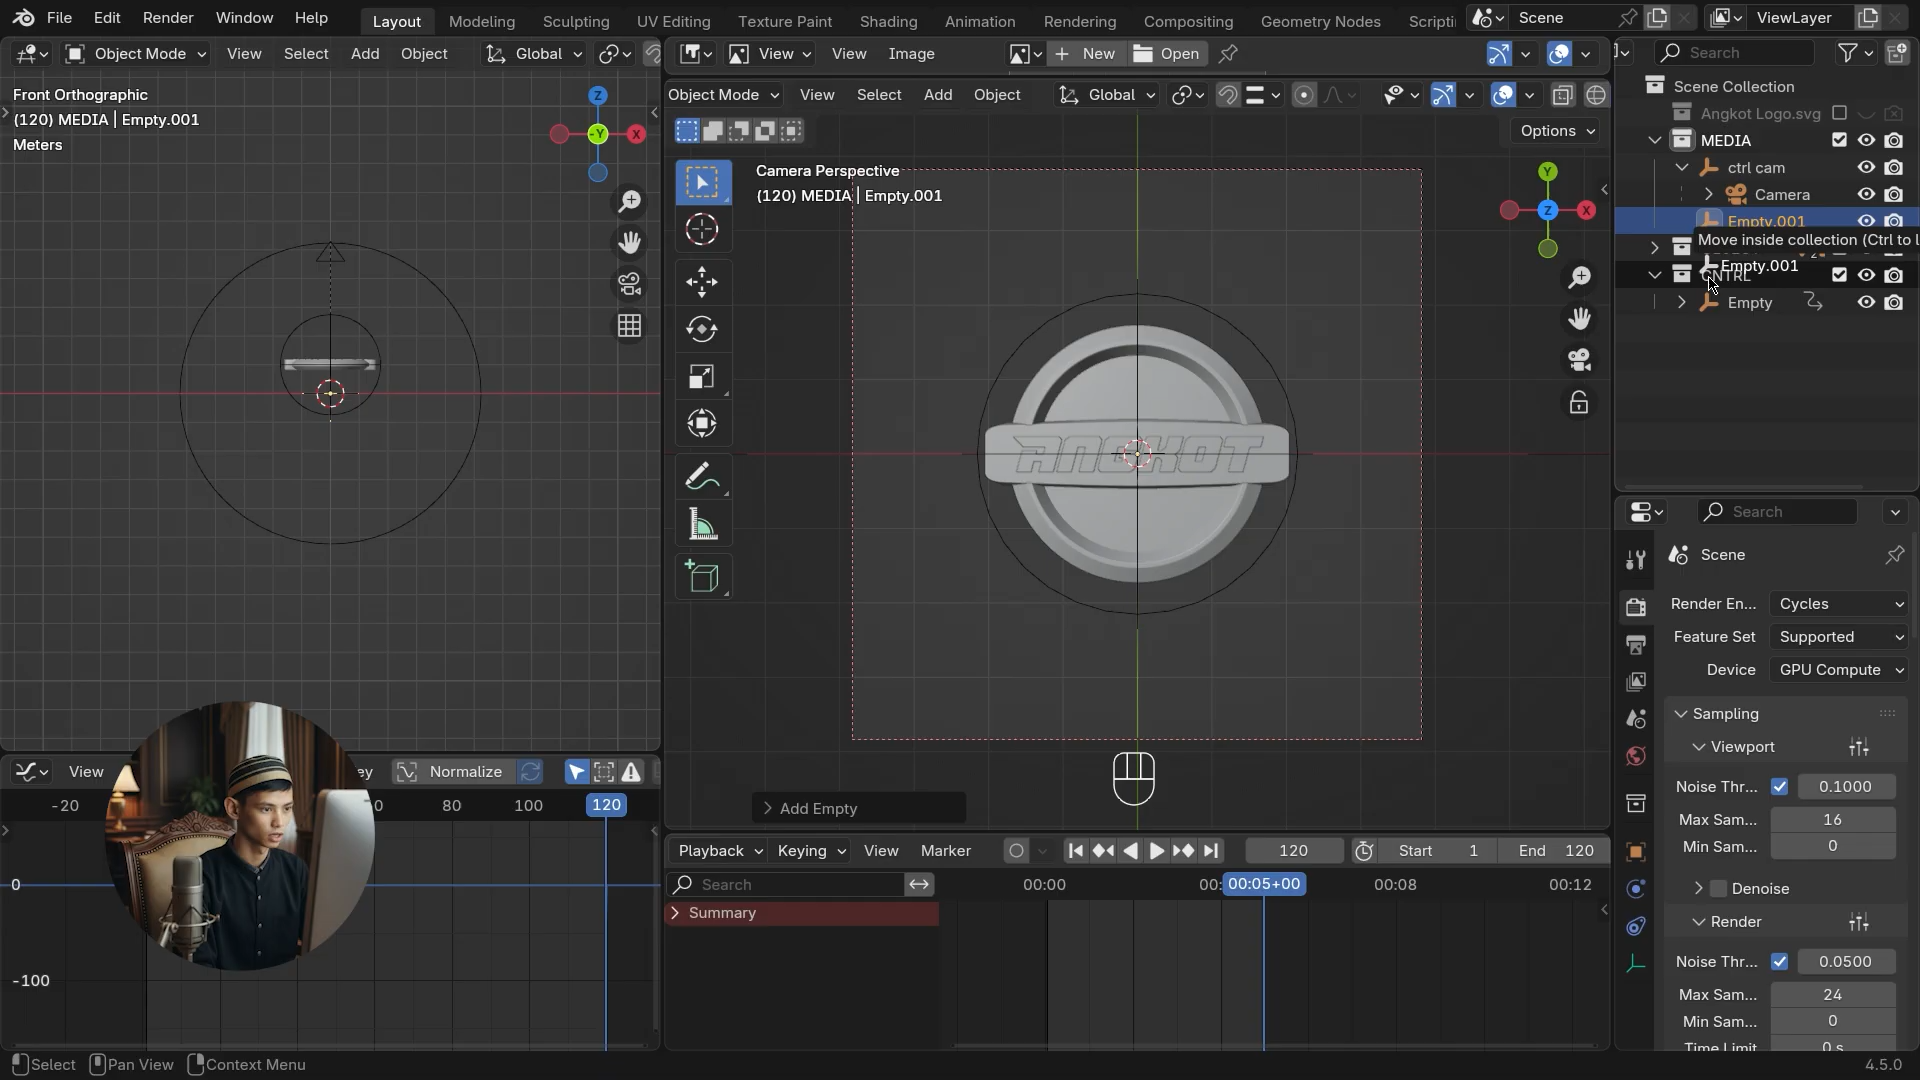 File Edit Render Window Help Layout Modeling Sculpting UV Editing Texture Paint Shading Animation Rendering Compositing Geometry Nodes Scene ViewLayer
Object Mode View Select Add Object Global
View View Image New Open
Search
Object Mode View Select Add Object Global
Options
Front Orthographic
(120) MEDIA | Empty.001
Meters
Z
-Y
X
Camera Perspective
(120) MEDIA | Empty.001
Y
Z
X
ANGKOT
Add Empty
Scene Collection
Angkot Logo.svg
MEDIA
ctrl cam
Camera
Empty.001
Move inside collection (Ctrl to l
Empty.001
CNTRL
Empty
Search
Scene
Render En... Cycles
Feature Set Supported
Device GPU Compute
Sampling
Viewport
Noise Thr... 0.1000
Max Sam... 16
Min Sam... 0
Denoise
Render
Noise Thr... 0.0500
Max Sam... 24
Min Sam... 0
Time Limit 0 s
View ey Normalize
-20 80 100 120
0
-100
Playback Keying View Marker 120 Start 1 End 120
Search
00:00 00:05+00 00:08 00:12
Summary
Select Pan View Context Menu 4.5.0